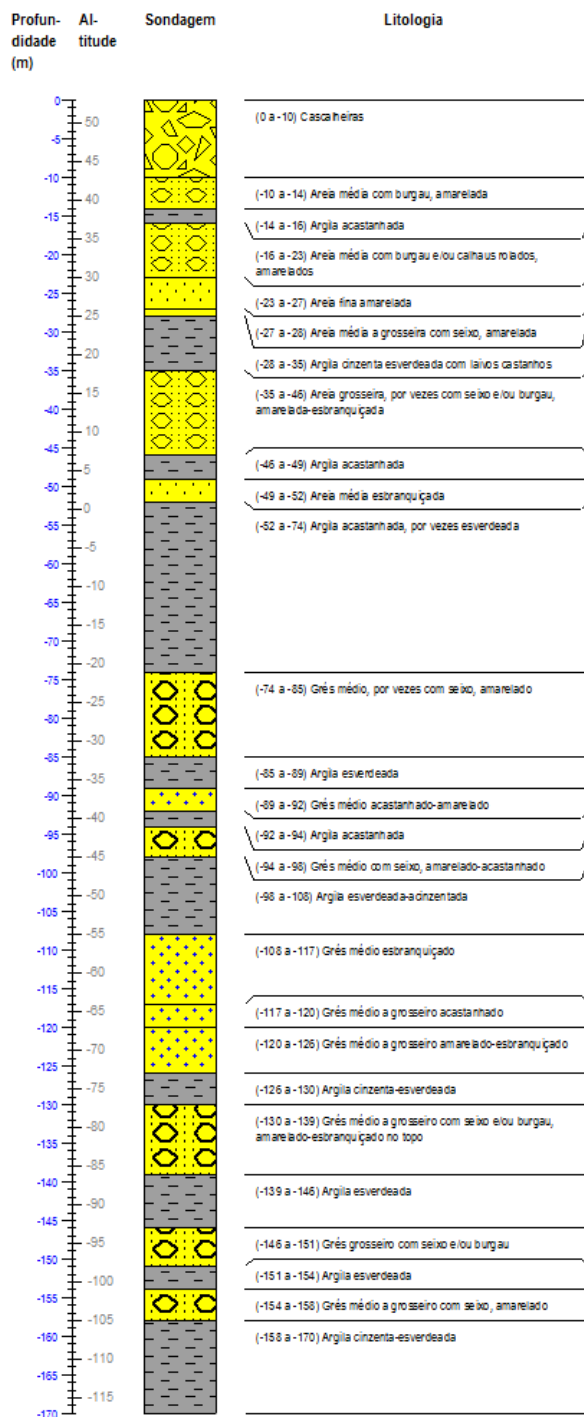 Profun-
didade
(m)
Al-
titude
Sondagem
Litologia
0
-5
-10
-15
-20
-25
-30
-35
-40
-45
-50
-55
-60
-65
-70
-75
-80
-85
-90
-95
-100
-105
-110
-115
-120
-125
-130
-135
-140
-145
-150
-155
-160
-165
-170
50
45
40
35
30
25
20
15
10
5
0
-5
-10
-15
-20
-25
-30
-35
-40
-45
-50
-55
-60
-65
-70
-75
-80
-85
-90
-95
-100
-105
-110
-115
(0 a -10) Cascalheiras
(-10 a -14) Areia média com burgau, amarelada
(-14 a -16) Argila acastanhada
(-16 a -23) Areia média com burgau e/ou calhaus rolados,
amarelados
(-23 a -27) Areia fina amarelada
(-27 a -28) Areia média a grosseira com seixo, amarelada
(-28 a -35) Argila cinzenta esverdeada com laivos castanhos
(-35 a -46) Areia grosseira, por vezes com seixo e/ou burgau,
amarelada-esbranquiçada
(-46 a -49) Argila acastanhada
(-49 a -52) Areia média esbranquiçada
(-52 a -74) Argila acastanhada, por vezes esverdeada
(-74 a -85) Grés médio, por vezes com seixo, amarelado
(-85 a -89) Argila esverdeada
(-89 a -92) Grés médio acastanhado-amarelado
(-92 a -94) Argila acastanhada
(-94 a -98) Grés médio com seixo, amarelado-acastanhado
(-98 a -108) Argila esverdeada-acinzentada
(-108 a -117) Grés médio esbranquiçado
(-117 a -120) Grés médio a grosseiro acastanhado
(-120 a -126) Grés médio a grosseiro amarelado-esbranquiçado
(-126 a -130) Argila cinzenta-esverdeada
(-130 a -139) Grés médio a grosseiro com seixo e/ou burgau,
amarelado-esbranquiçado no topo
(-139 a -146) Argila esverdeada
(-146 a -151) Grés grosseiro com seixo e/ou burgau
(-151 a -154) Argila esverdeada
(-154 a -158) Grés médio a grosseiro com seixo, amarelado
(-158 a -170) Argila cinzenta-esverdeada